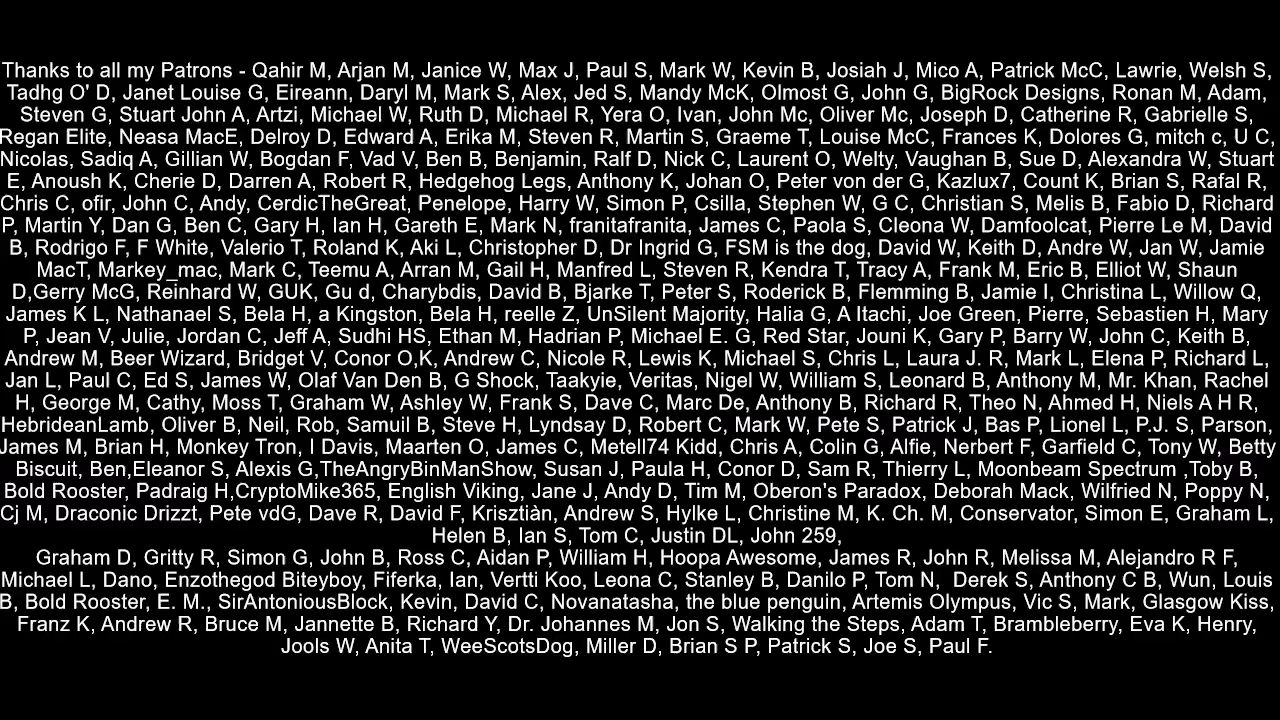 Thanks to all my Patrons - Qahir M, Arjan M, Janice W, Max J, Paul S, Mark W, Kevin B, Josiah J, Mico A, Patrick McC, Lawrie, Welsh S,
Tadhg O' D, Janet Louise G, Eireann, Daryl M, Mark S, Alex, Jed S, Mandy McK, Olmost G, John G, BigRock Designs, Ronan M, Adam,
Steven G, Stuart John A, Artzi, Michael W, Ruth D, Michael R, Yera O, Ivan, John Mc, Oliver Mc, Joseph D, Catherine R, Gabrielle S,
Regan Elite, Neasa MacE, Delroy D, Edward A, Erika M, Steven R, Martin S, Graeme T, Louise McC, Frances K, Dolores G, mitch c, U C,
Nicolas, Sadiq A, Gillian W, Bogdan F, Vad V, Ben B, Benjamin, Ralf D, Nick C, Laurent O, Welty, Vaughan B, Sue D, Alexandra W, Stuart
E, Anoush K, Cherie D, Darren A, Robert R, Hedgehog Legs, Anthony K, Johan O, Peter von der G, Kazlux7, Count K, Brian S, Rafal R,
Chris C, ofir, John C, Andy, CerdicTheGreat, Penelope, Harry W, Simon P, Csilla, Stephen W, G C, Christian S, Melis B, Fabio D, Richard
P, Martin Y, Dan G, Ben C, Gary H, Ian H, Gareth E, Mark N, franitafranita, James C, Paola S, Cleona W, Damfoolcat, Pierre Le M, David
B, Rodrigo F, F White, Valerio T, Roland K, Aki L, Christopher D, Dr Ingrid G, FSM is the dog, David W, Keith D, Andre W, Jan W, Jamie
MacT, Markey_mac, Mark C, Teemu A, Arran M, Gail H, Manfred L, Steven R, Kendra T, Tracy A, Frank M, Eric B, Elliot W, Shaun
D,Gerry McG, Reinhard W, GUK, Gu d, Charybdis, David B, Bjarke T, Peter S, Roderick B, Flemming B, Jamie I, Christina L, Willow Q,
James K L, Nathanael S, Bela H, a Kingston, Bela H, reelle Z, UnSilent Majority, Halia G, A Itachi, Joe Green, Pierre, Sebastien H, Mary
P, Jean V, Julie, Jordan C, Jeff A, Sudhi HS, Ethan M, Hadrian P, Michael E. G, Red Star, Jouni K, Gary P, Barry W, John C, Keith B,
Andrew M, Beer Wizard, Bridget V, Conor O,K, Andrew C, Nicole R, Lewis K, Michael S, Chris L, Laura J. R, Mark L, Elena P, Richard L,
Jan L, Paul C, Ed S, James W, Olaf Van Den B, G Shock, Taakyie, Veritas, Nigel W, William S, Leonard B, Anthony M, Mr. Khan, Rachel
H, George M, Cathy, Moss T, Graham W, Ashley W, Frank S, Dave C, Marc De, Anthony B, Richard R, Theo N, Ahmed H, Niels A H R,
HebrideanLamb, Oliver B, Neil, Rob, Samuil B, Steve H, Lyndsay D, Robert C, Mark W, Pete S, Patrick J, Bas P, Lionel L, P.J. S, Parson,
James M, Brian H, Monkey Tron, I Davis, Maarten O, James C, Metell74 Kidd, Chris A, Colin G, Alfie, Nerbert F, Garfield C, Tony W, Betty
Biscuit, Ben,Eleanor S, Alexis G,TheAngryBinManShow, Susan J, Paula H, Conor D, Sam R, Thierry L, Moonbeam Spectrum ,Toby B,
Bold Rooster, Padraig H,CryptoMike365, English Viking, Jane J, Andy D, Tim M, Oberon's Paradox, Deborah Mack, Wilfried N, Poppy N,
Cj M, Draconic Drizzt, Pete vdG, Dave R, David F, Krisztiàn, Andrew S, Hylke L, Christine M, K. Ch. M, Conservator, Simon E, Graham L,
Helen B, Ian S, Tom C, Justin DL, John 259,
Graham D, Gritty R, Simon G, John B, Ross C, Aidan P, William H, Hoopa Awesome, James R, John R, Melissa M, Alejandro R F,
Michael L, Dano, Enzothegod Biteyboy, Fiferka, Ian, Vertti Koo, Leona C, Stanley B, Danilo P, Tom N,  Derek S, Anthony C B, Wun, Louis
B, Bold Rooster, E. M., SirAntoniousBlock, Kevin, David C, Novanatasha, the blue penguin, Artemis Olympus, Vic S, Mark, Glasgow Kiss,
Franz K, Andrew R, Bruce M, Jannette B, Richard Y, Dr. Johannes M, Jon S, Walking the Steps, Adam T, Brambleberry, Eva K, Henry,
Jools W, Anita T, WeeScotsDog, Miller D, Brian S P, Patrick S, Joe S, Paul F.